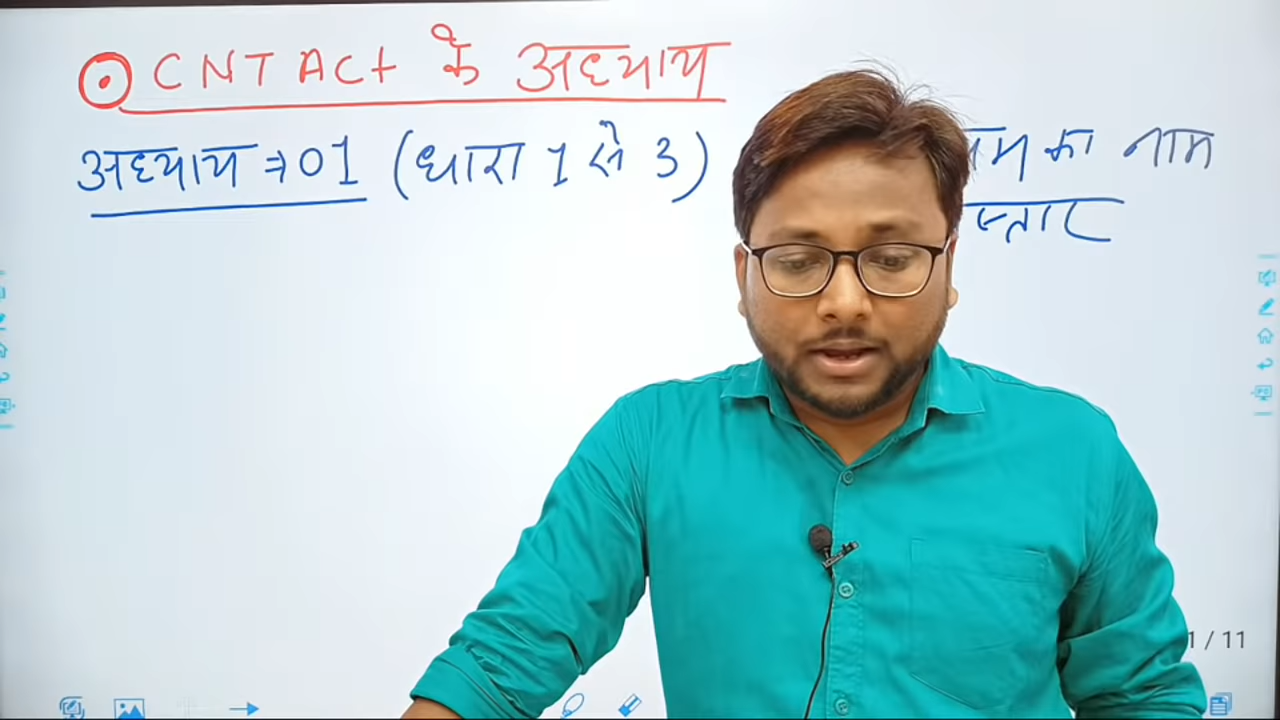 CNT ACt के अध्याय
अध्याय → 01 (धारा 1 से 3) का नाम
1 / 11